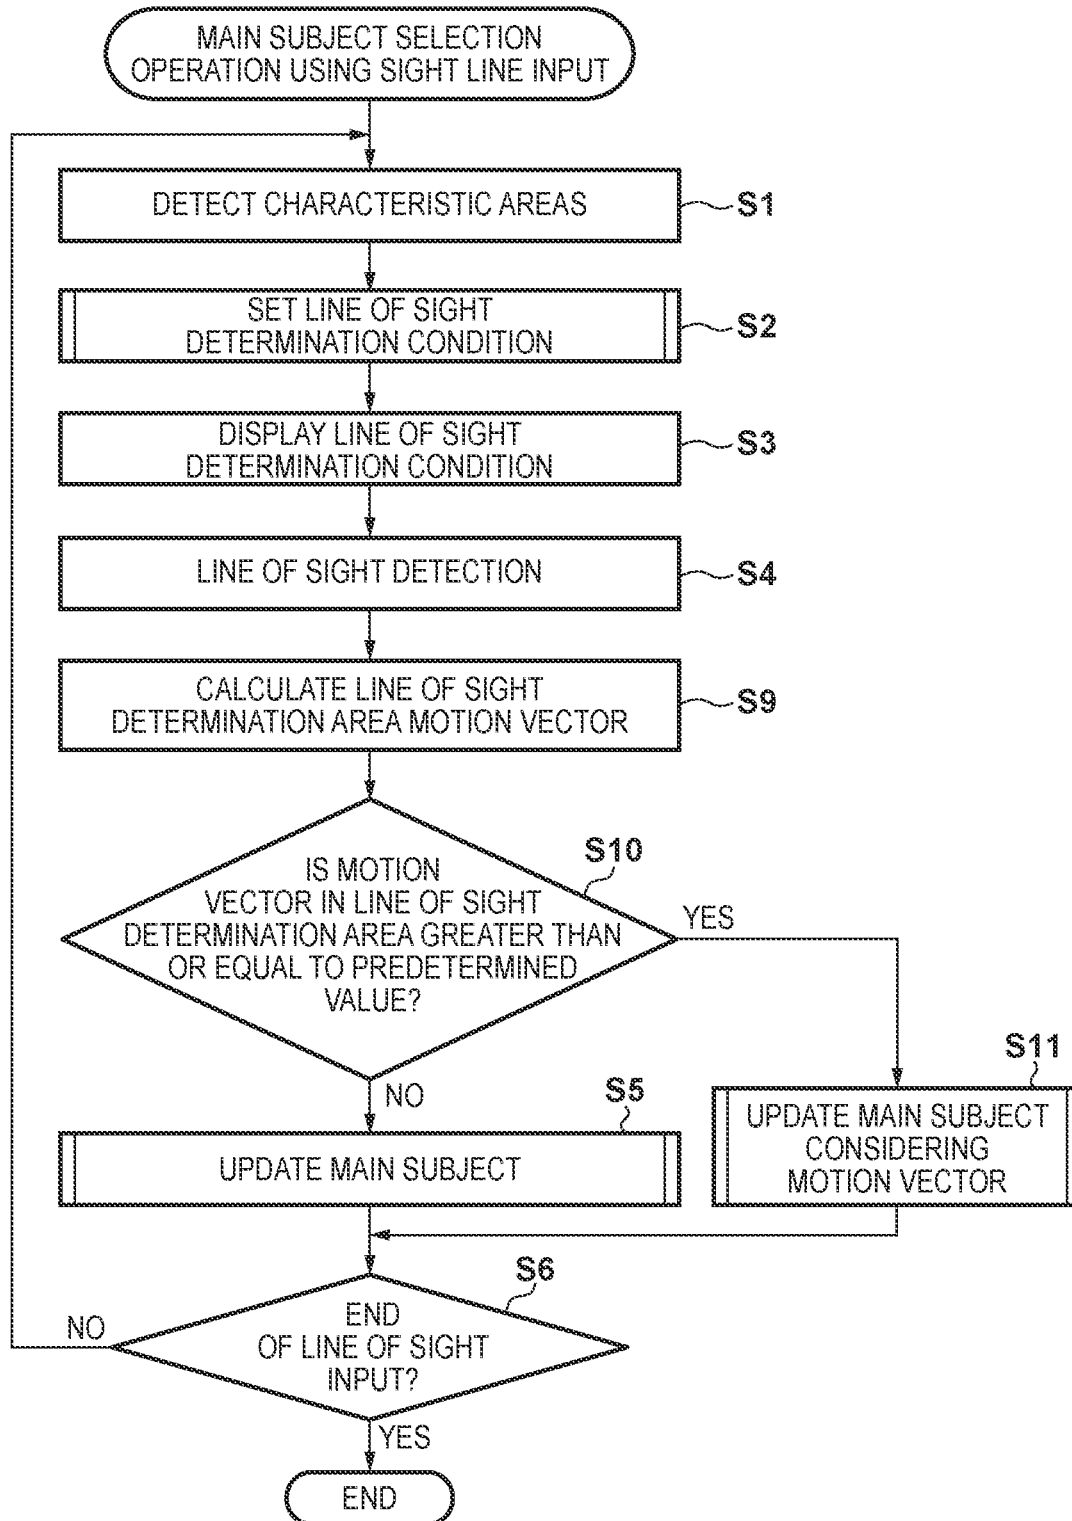 MAIN SUBJECT SELECTION
OPERATION USING SIGHT LINE INPUT
DETECT CHARACTERISTIC AREAS
S1
SET LINE OF SIGHT
DETERMINATION CONDITION
S2
DISPLAY LINE OF SIGHT
DETERMINATION CONDITION
S3
LINE OF SIGHT DETECTION
S4
CALCULATE LINE OF SIGHT
DETERMINATION AREA MOTION VECTOR
S9
S10
IS MOTION
VECTOR IN LINE OF SIGHT
DETERMINATION AREA GREATER THAN
OR EQUAL TO PREDETERMINED
VALUE?
YES
NO
S5
UPDATE MAIN SUBJECT
S11
UPDATE MAIN SUBJECT
CONSIDERING
MOTION VECTOR
S6
END
OF LINE OF SIGHT
INPUT?
NO
YES
END